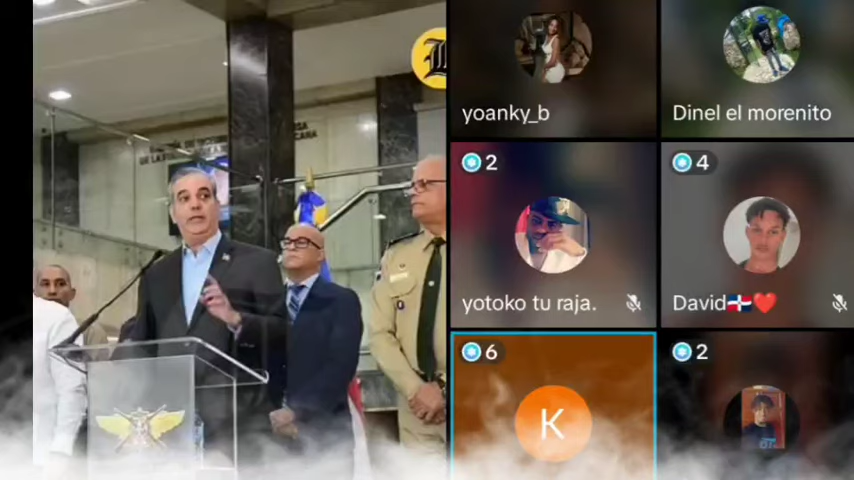 yoanky_b
Dinel el morenito
2
4
yotoko tu raja.
David🇩🇴❤️
6
2
K